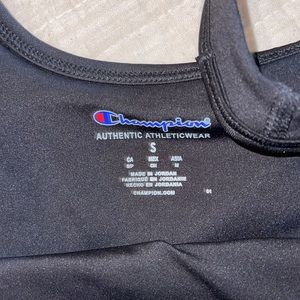 Champion
AUTHENTIC ATHLETICWEAR
S
CA MEX ASIA
S/P CH M
MADE IN JORDAN
FABRIQUÉ EN JORDANIE
HECHO EN JORDANIA
CHAMPION.COM
01